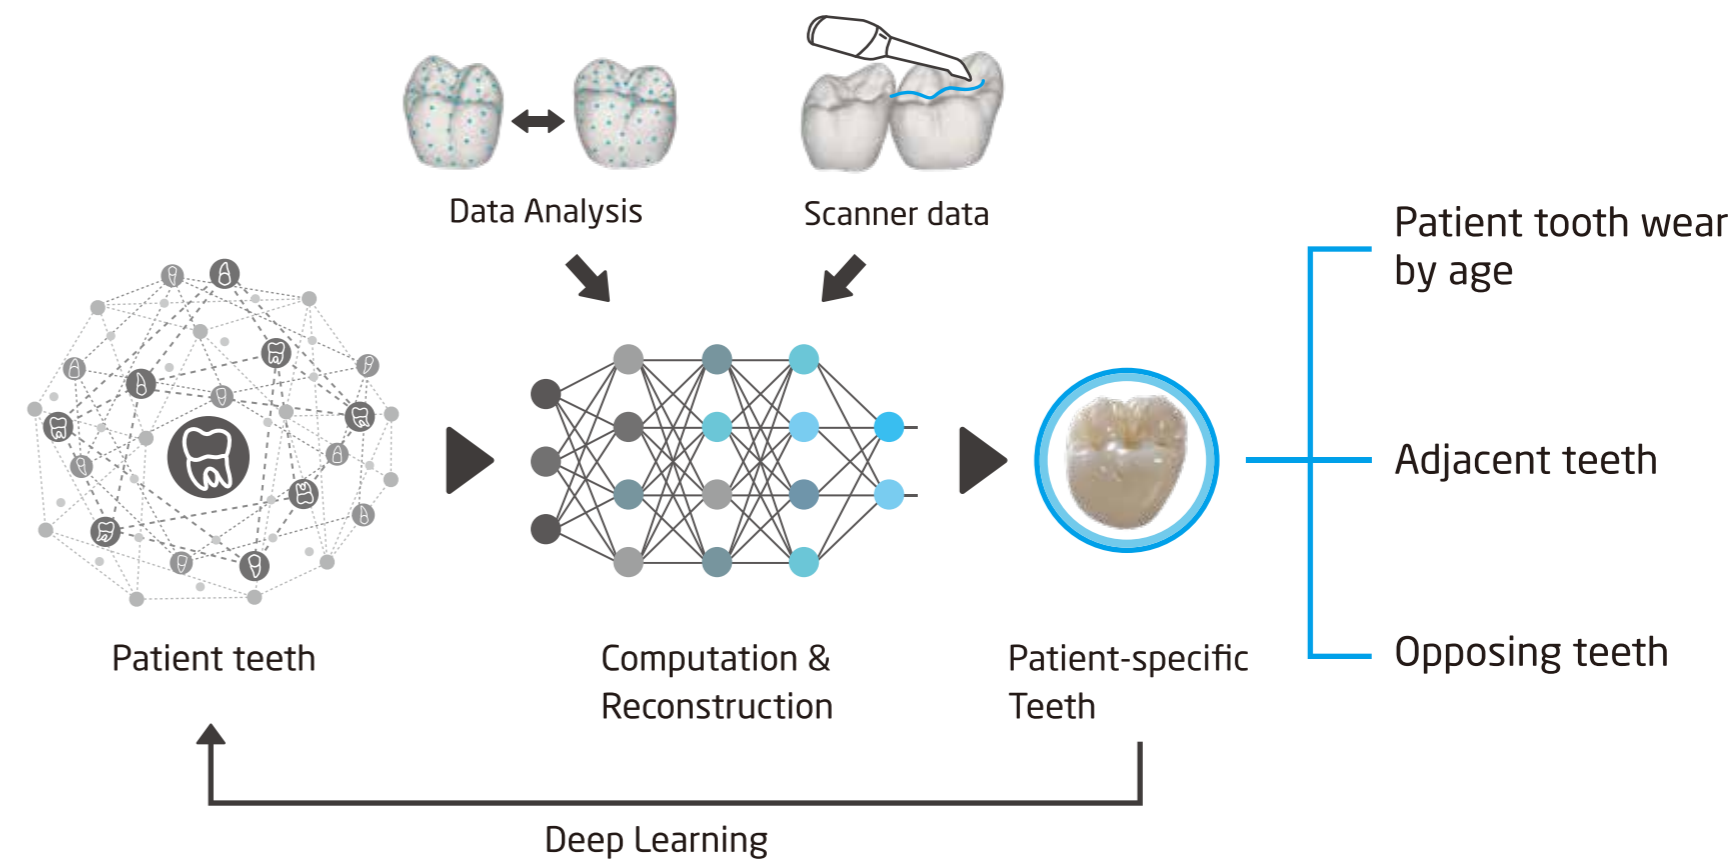 Data Analysis
Scanner data
Patient tooth wear
by age
Adjacent teeth
Opposing teeth
Patient teeth
Computation &
Reconstruction
Patient-specific
Teeth
Deep Learning